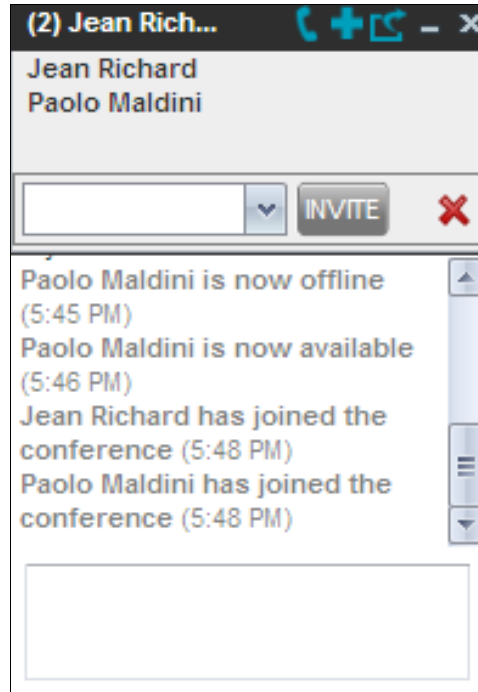 (2) Jean Rich...
Jean Richard
Paolo Maldini
INVITE
Paolo Maldini is now offline
(5:45 PM)
Paolo Maldini is now available
(5:46 PM)
Jean Richard has joined the
conference (5:48 PM)
Paolo Maldini has joined the
conference (5:48 PM)